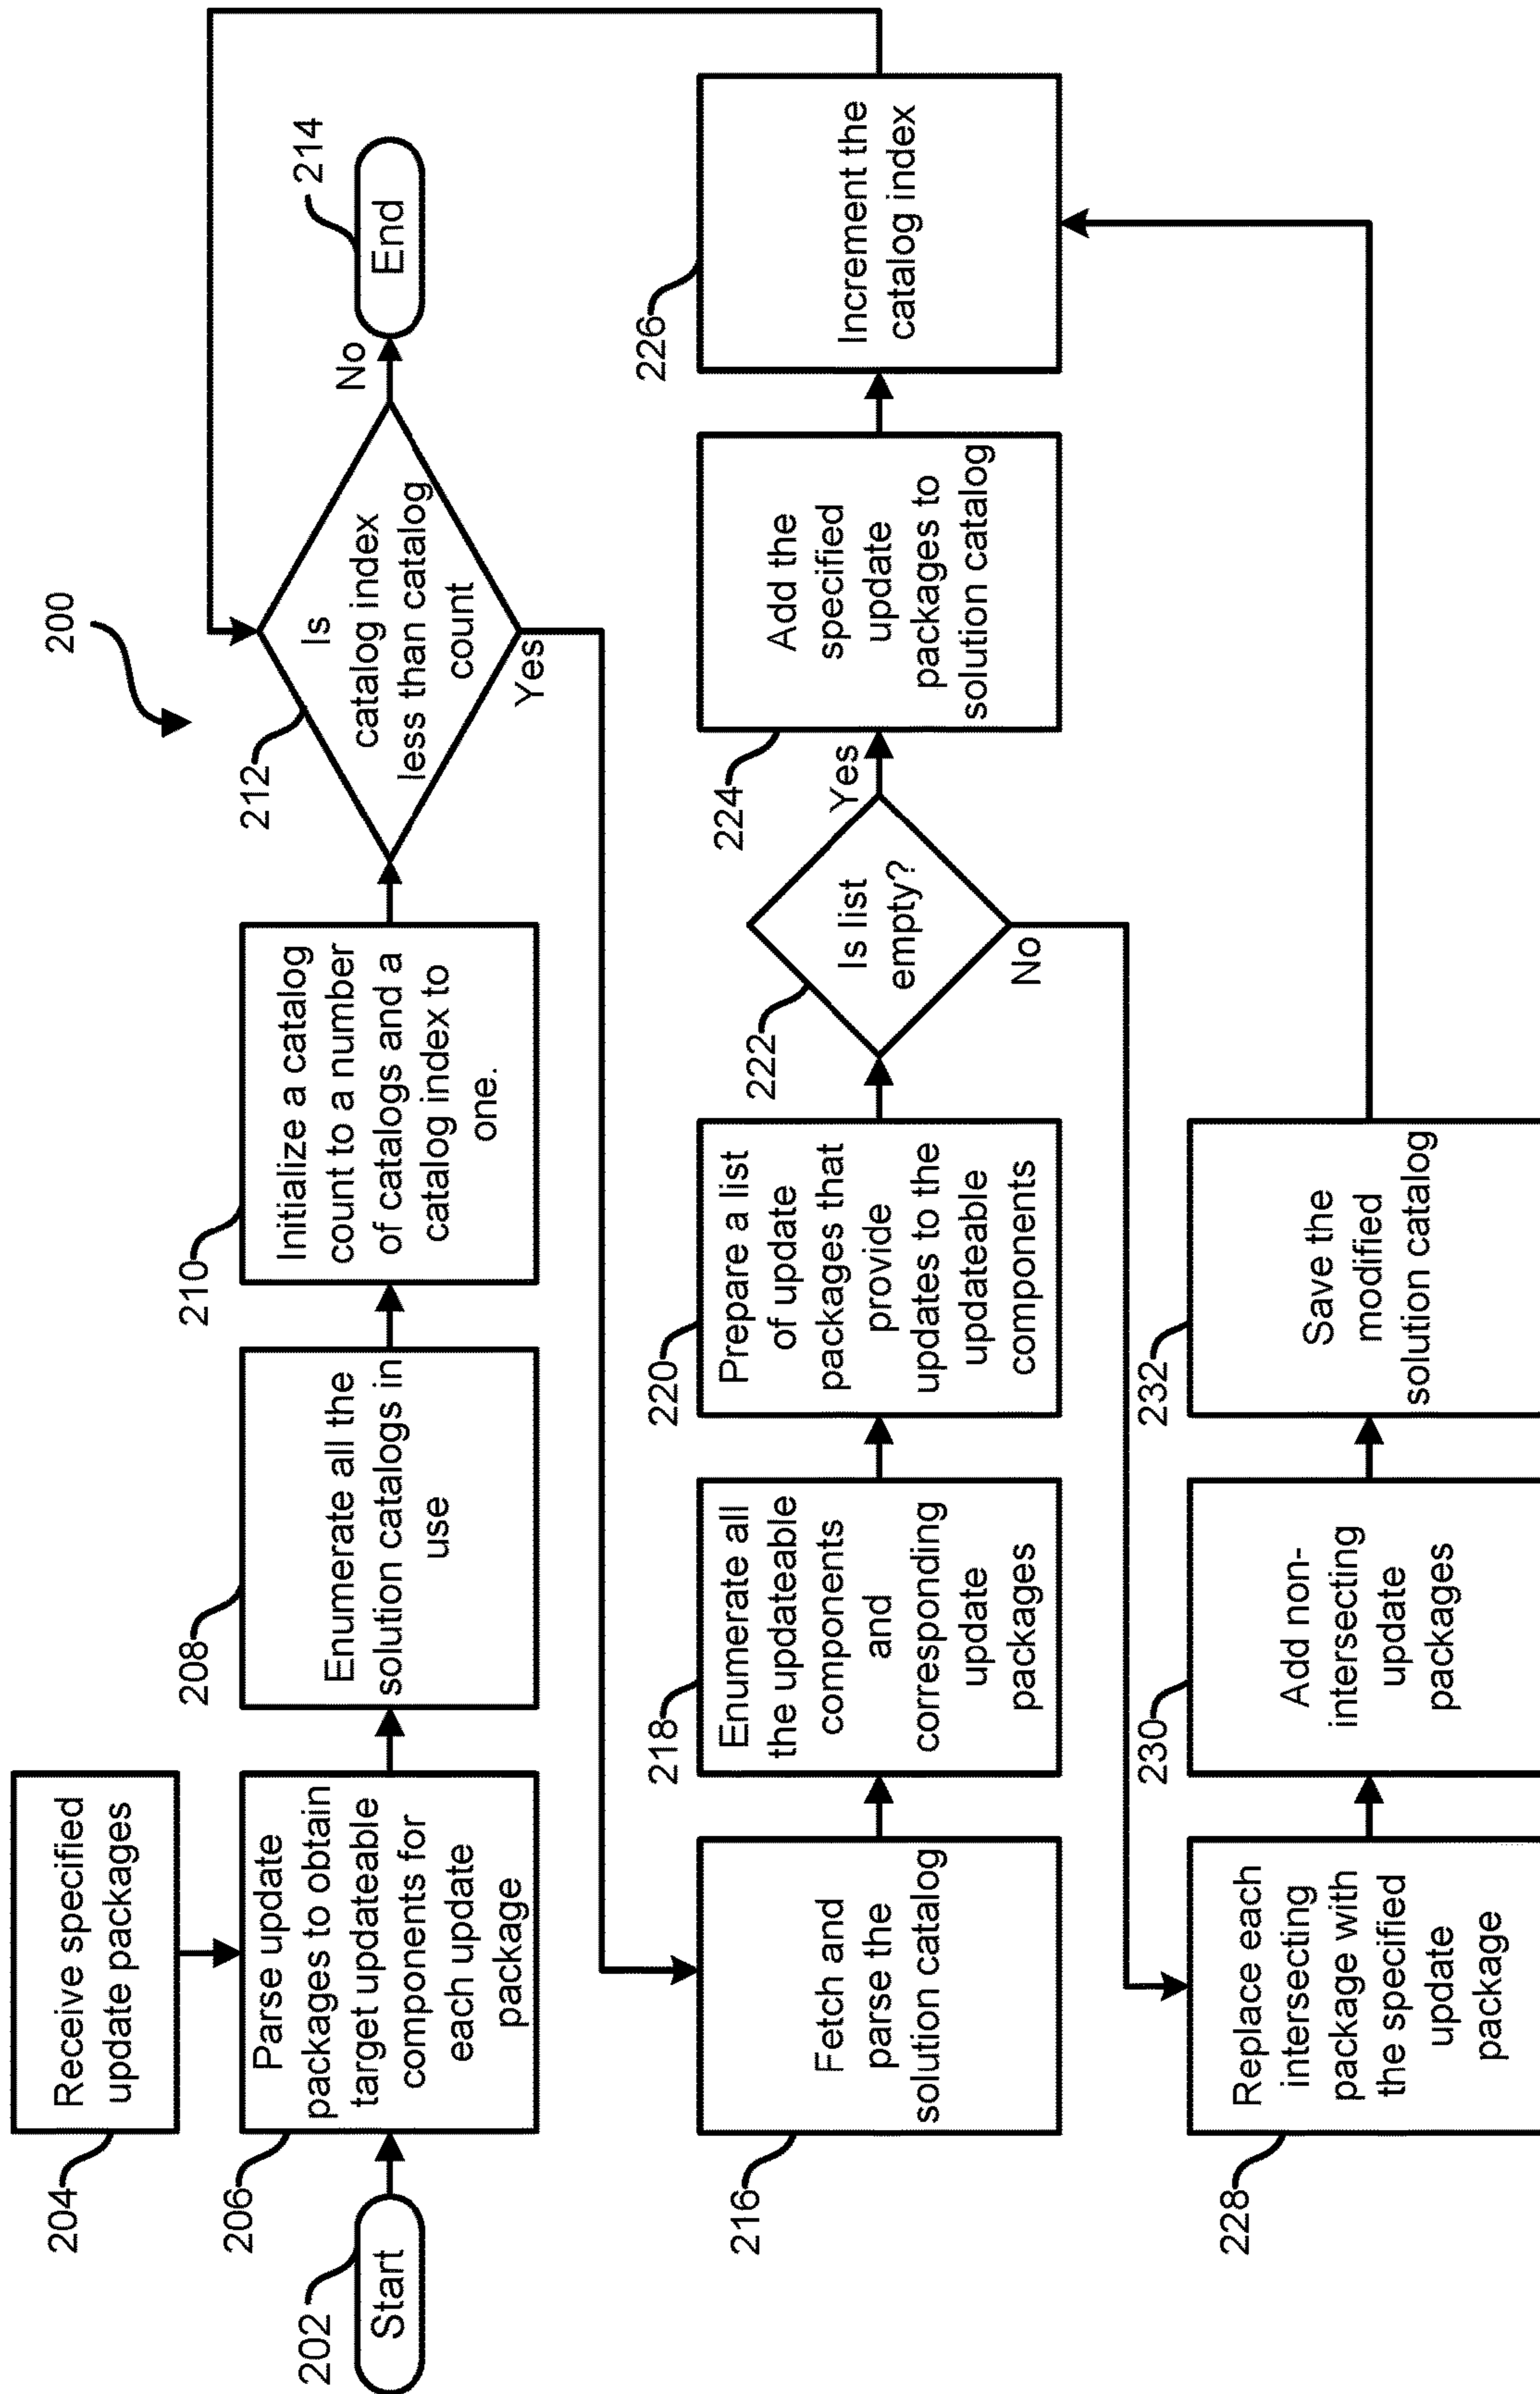 200
204
Receive specified
update packages
202
Start
206
Parse update
packages to obtain
target updateable
components for
each update
package
208
Enumerate all the
solution catalogs in
use
210
Initialize a catalog
count to a number
of catalogs and a
catalog index to
one.
212
Is
catalog index
less than catalog
count
No
Yes
214
End
216
Fetch and
parse the
solution catalog
218
Enumerate all
the updateable
components
and
corresponding
update
packages
220
Prepare a list
of update
packages that
provide
updates to the
updateable
components
222
Is list
empty?
Yes
No
224
Add the
specified
update
packages to
solution catalog
226
Increment the
catalog index
228
Replace each
intersecting
package with
the specified
update
package
230
Add non-
intersecting
update
packages
232
Save the
modified
solution catalog